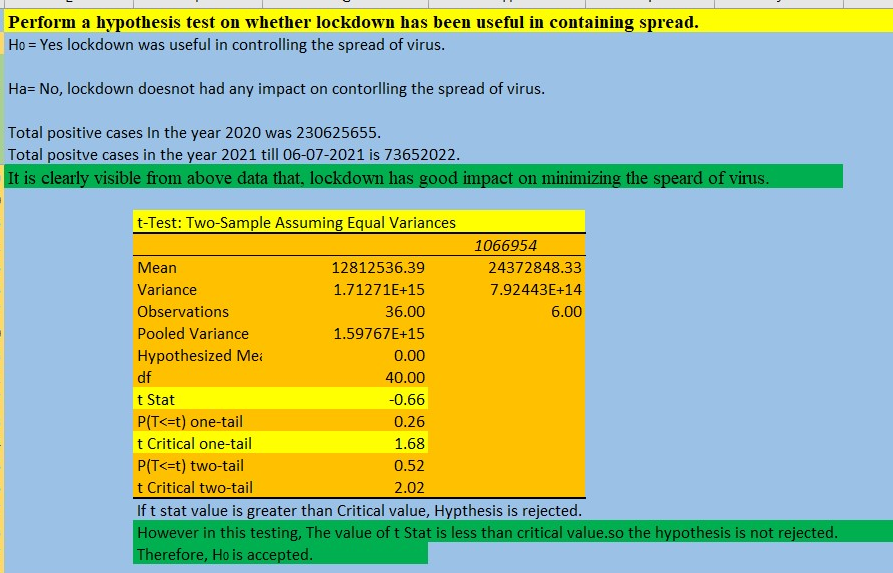 Perform a hypothesis test on whether lockdown has been useful in containing spread.
H0 = Yes lockdown was useful in controlling the spread of virus.
Ha= No, lockdown doesnot had any impact on contorlling the spread of virus.
Total positve cases In the year 2020 was 230625655.
Total positve cases in the year 2021 till 06-07-2021 is 73652022.
It is clearly visible from above data that, lockdown has good impact on minimizing the speard of virus.
t-Test: Two-Sample Assuming Equal Variances
1066954
Mean 12812536.39 24372848.33
Variance 1.71271E+15 7.92443E+14
Observations 36.00 6.00
Pooled Variance 1.59767E+15
Hypothesized Mea 0.00
df 40.00
t Stat -0.66
P(T<=t) one-tail 0.26
t Critical one-tail 1.68
P(T<=t) two-tail 0.52
t Critical two-tail 2.02
If t stat value is greater than Critical value, Hypthesis is rejected.
However in this testing, The value of t Stat is less than critical value.so the hypothesis is not rejected.
Therefore, H0 is accepted.